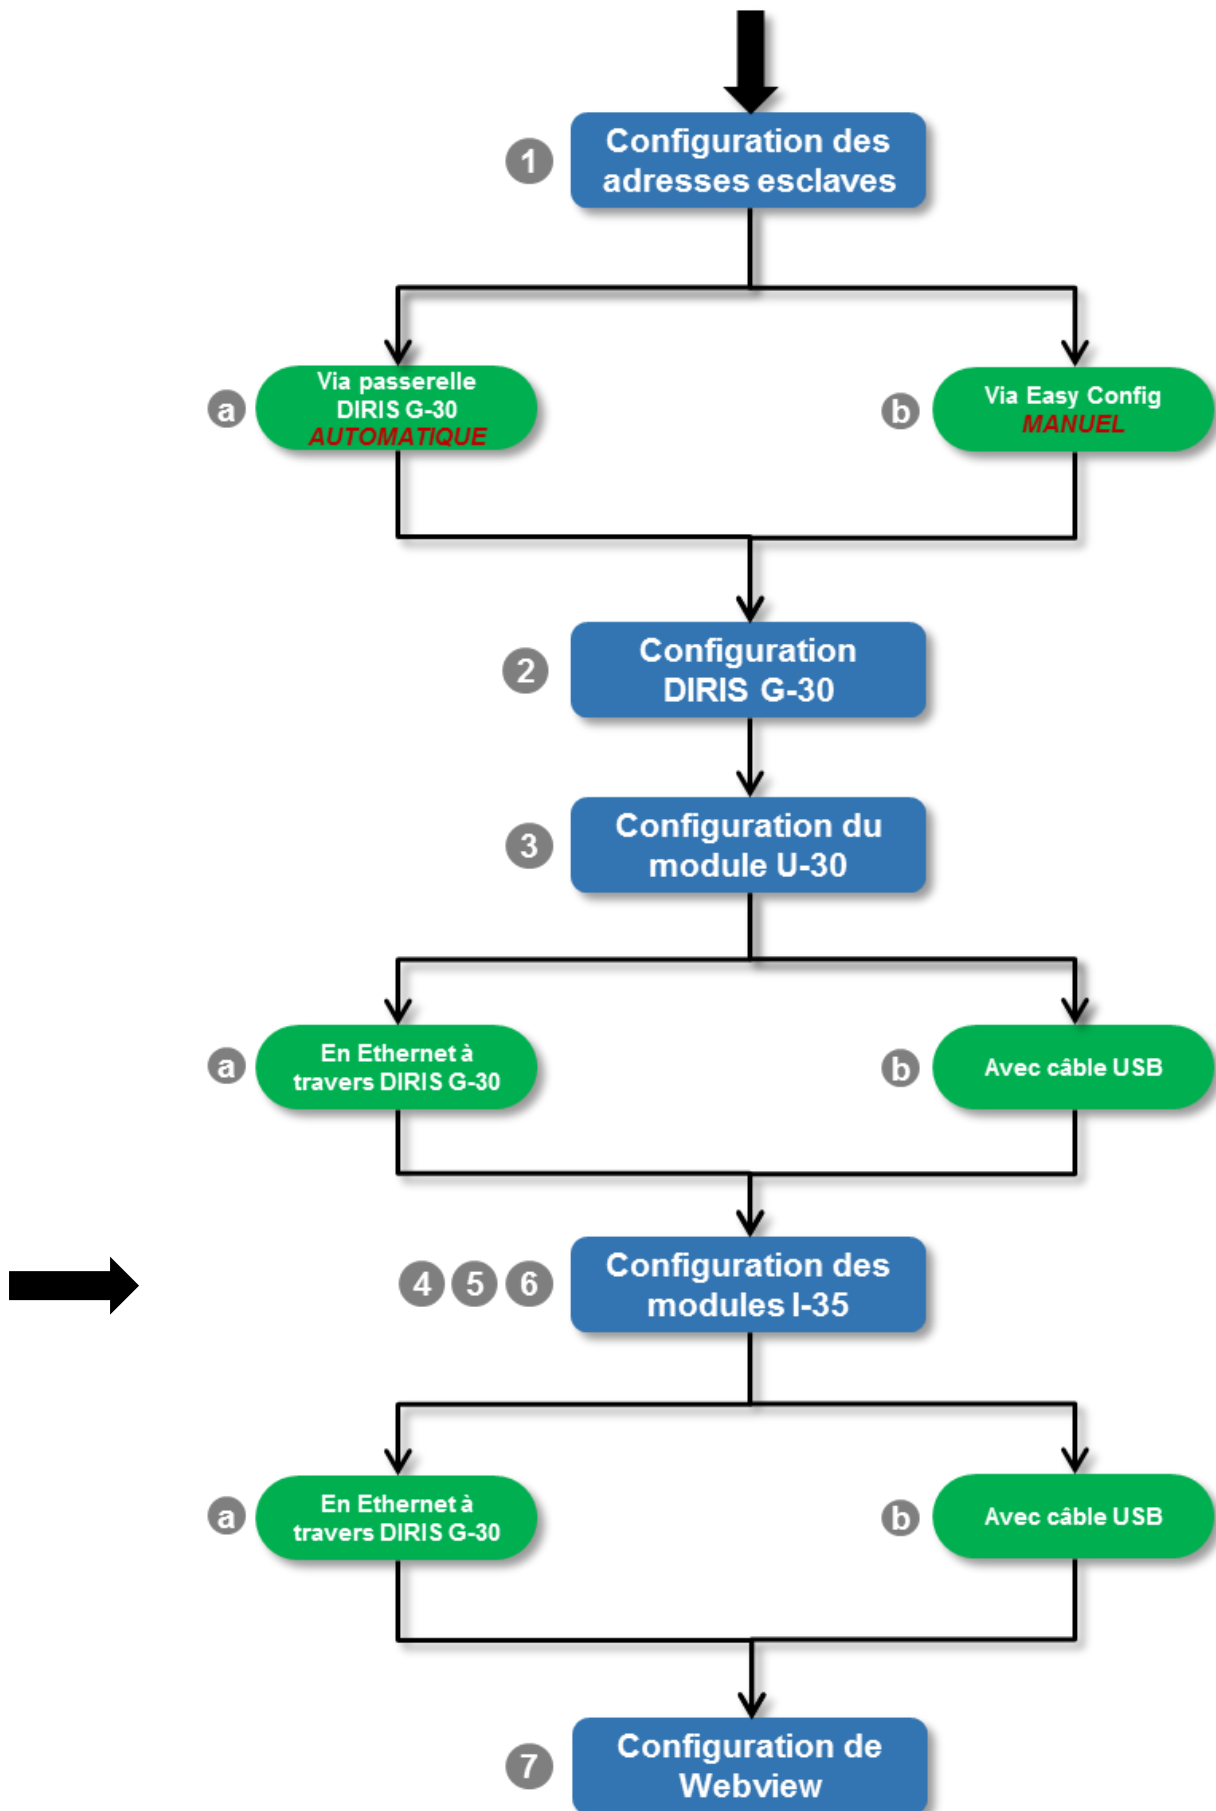 1
Configuration des
adresses esclaves
a
Via passerelle
DIRIS G-30
AUTOMATIQUE
b
Via Easy Config
MANUEL
2
Configuration
DIRIS G-30
3
Configuration du
module U-30
a
En Ethernet à
travers DIRIS G-30
b
Avec câble USB
4 5 6
Configuration des
modules I-35
a
En Ethernet à
travers DIRIS G-30
b
Avec câble USB
7
Configuration de
Webview